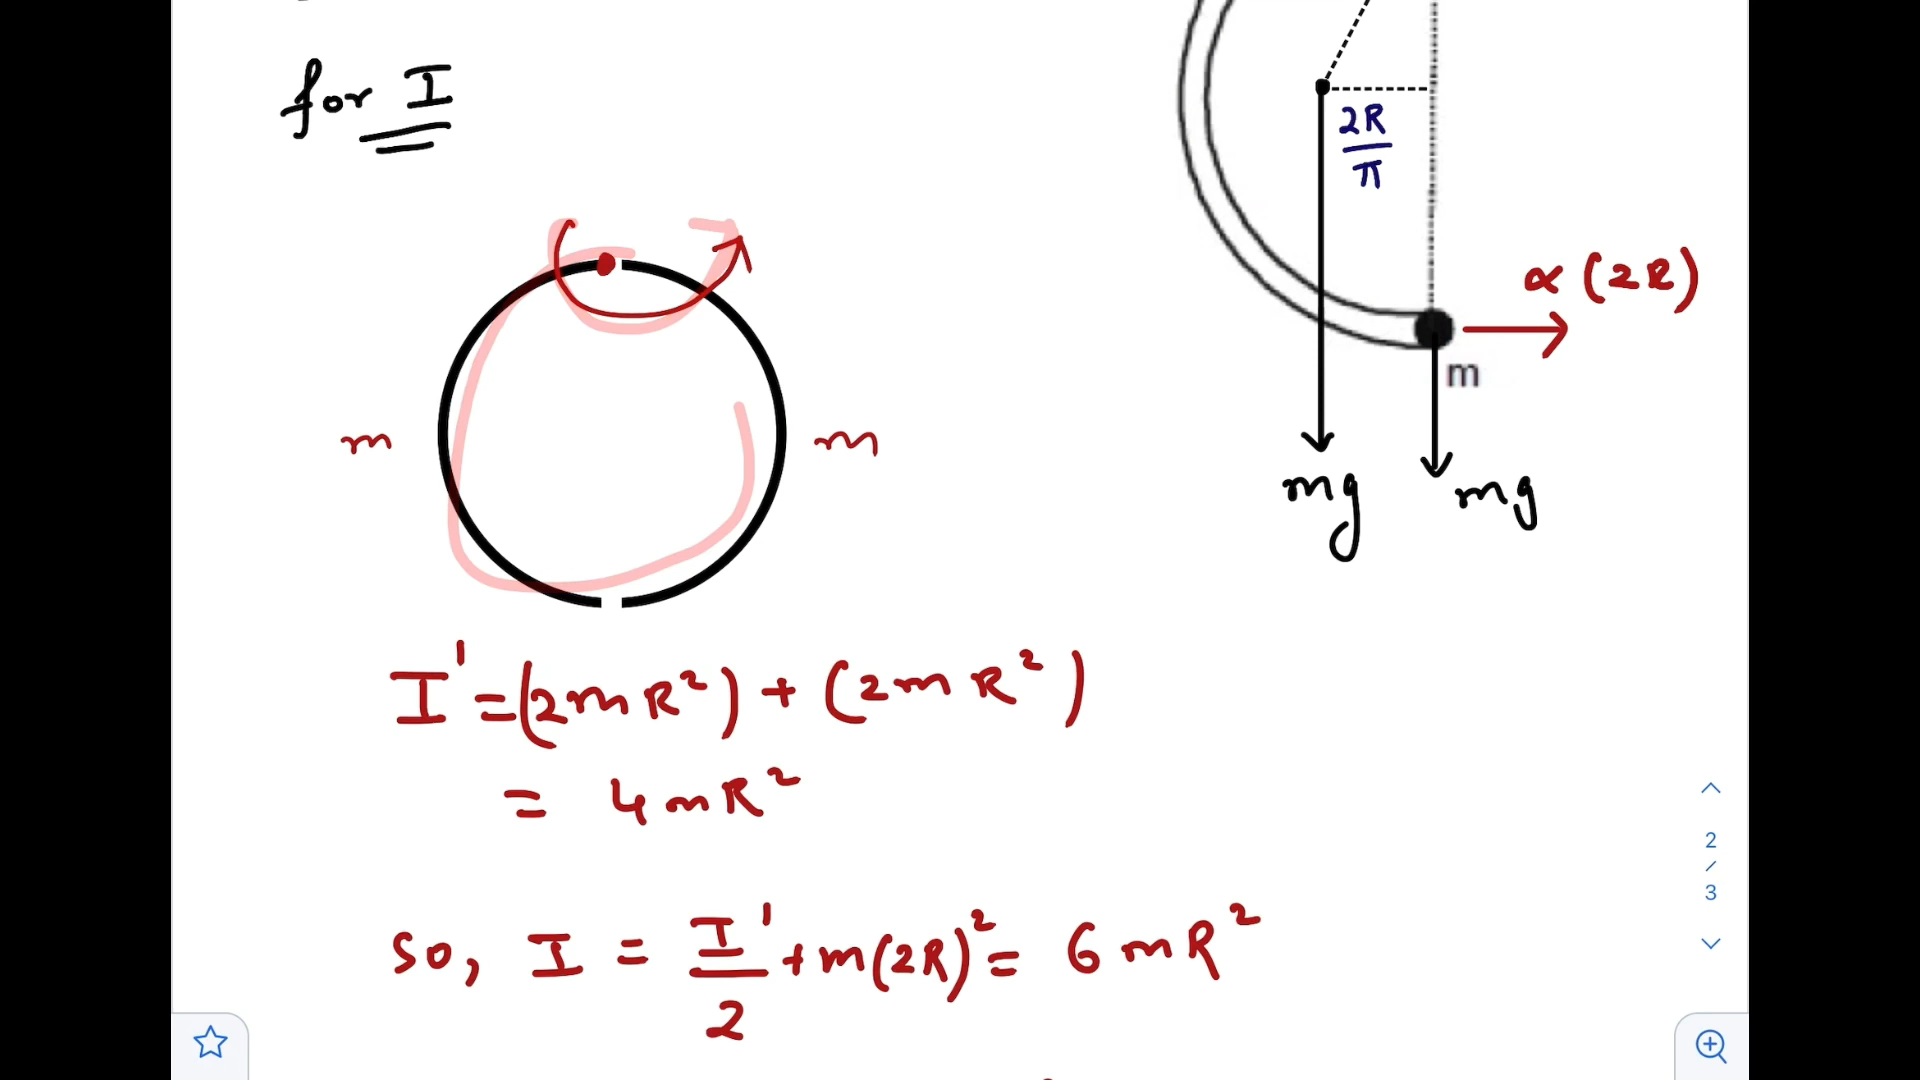 for I
2R
π
α (2R)
m
m
m
mg
mg
I' = (2mR²) + (2mR²)
= 4mR²
2
/
3
so, I = I'/2 + m(2R)² = 6mR²